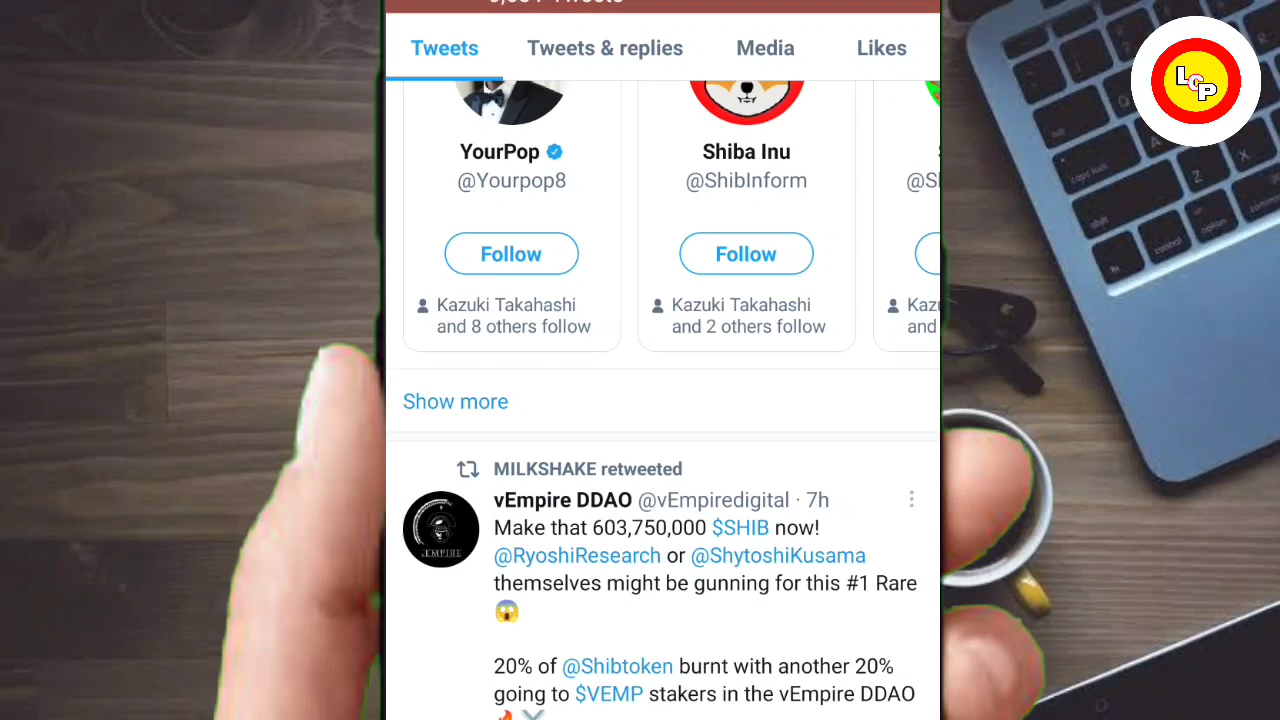 Tweets
Tweets & replies
Media
Likes
LCP
YourPop
@Yourpop8
Follow
Kazuki Takahashi
and 8 others follow
Shiba Inu
@ShibInform
Follow
Kazuki Takahashi
and 2 others follow
and
Show more
MILKSHAKE retweeted
vEmpire DDAO @vEmpiredigital · 7h
Make that 603,750,000 $SHIB now!
@RyoshiResearch or @ShytoshiKusama
themselves might be gunning for this #1 Rare
😱
20% of @Shibtoken burnt with another 20%
going to $VEMP stakers in the vEmpire DDAO